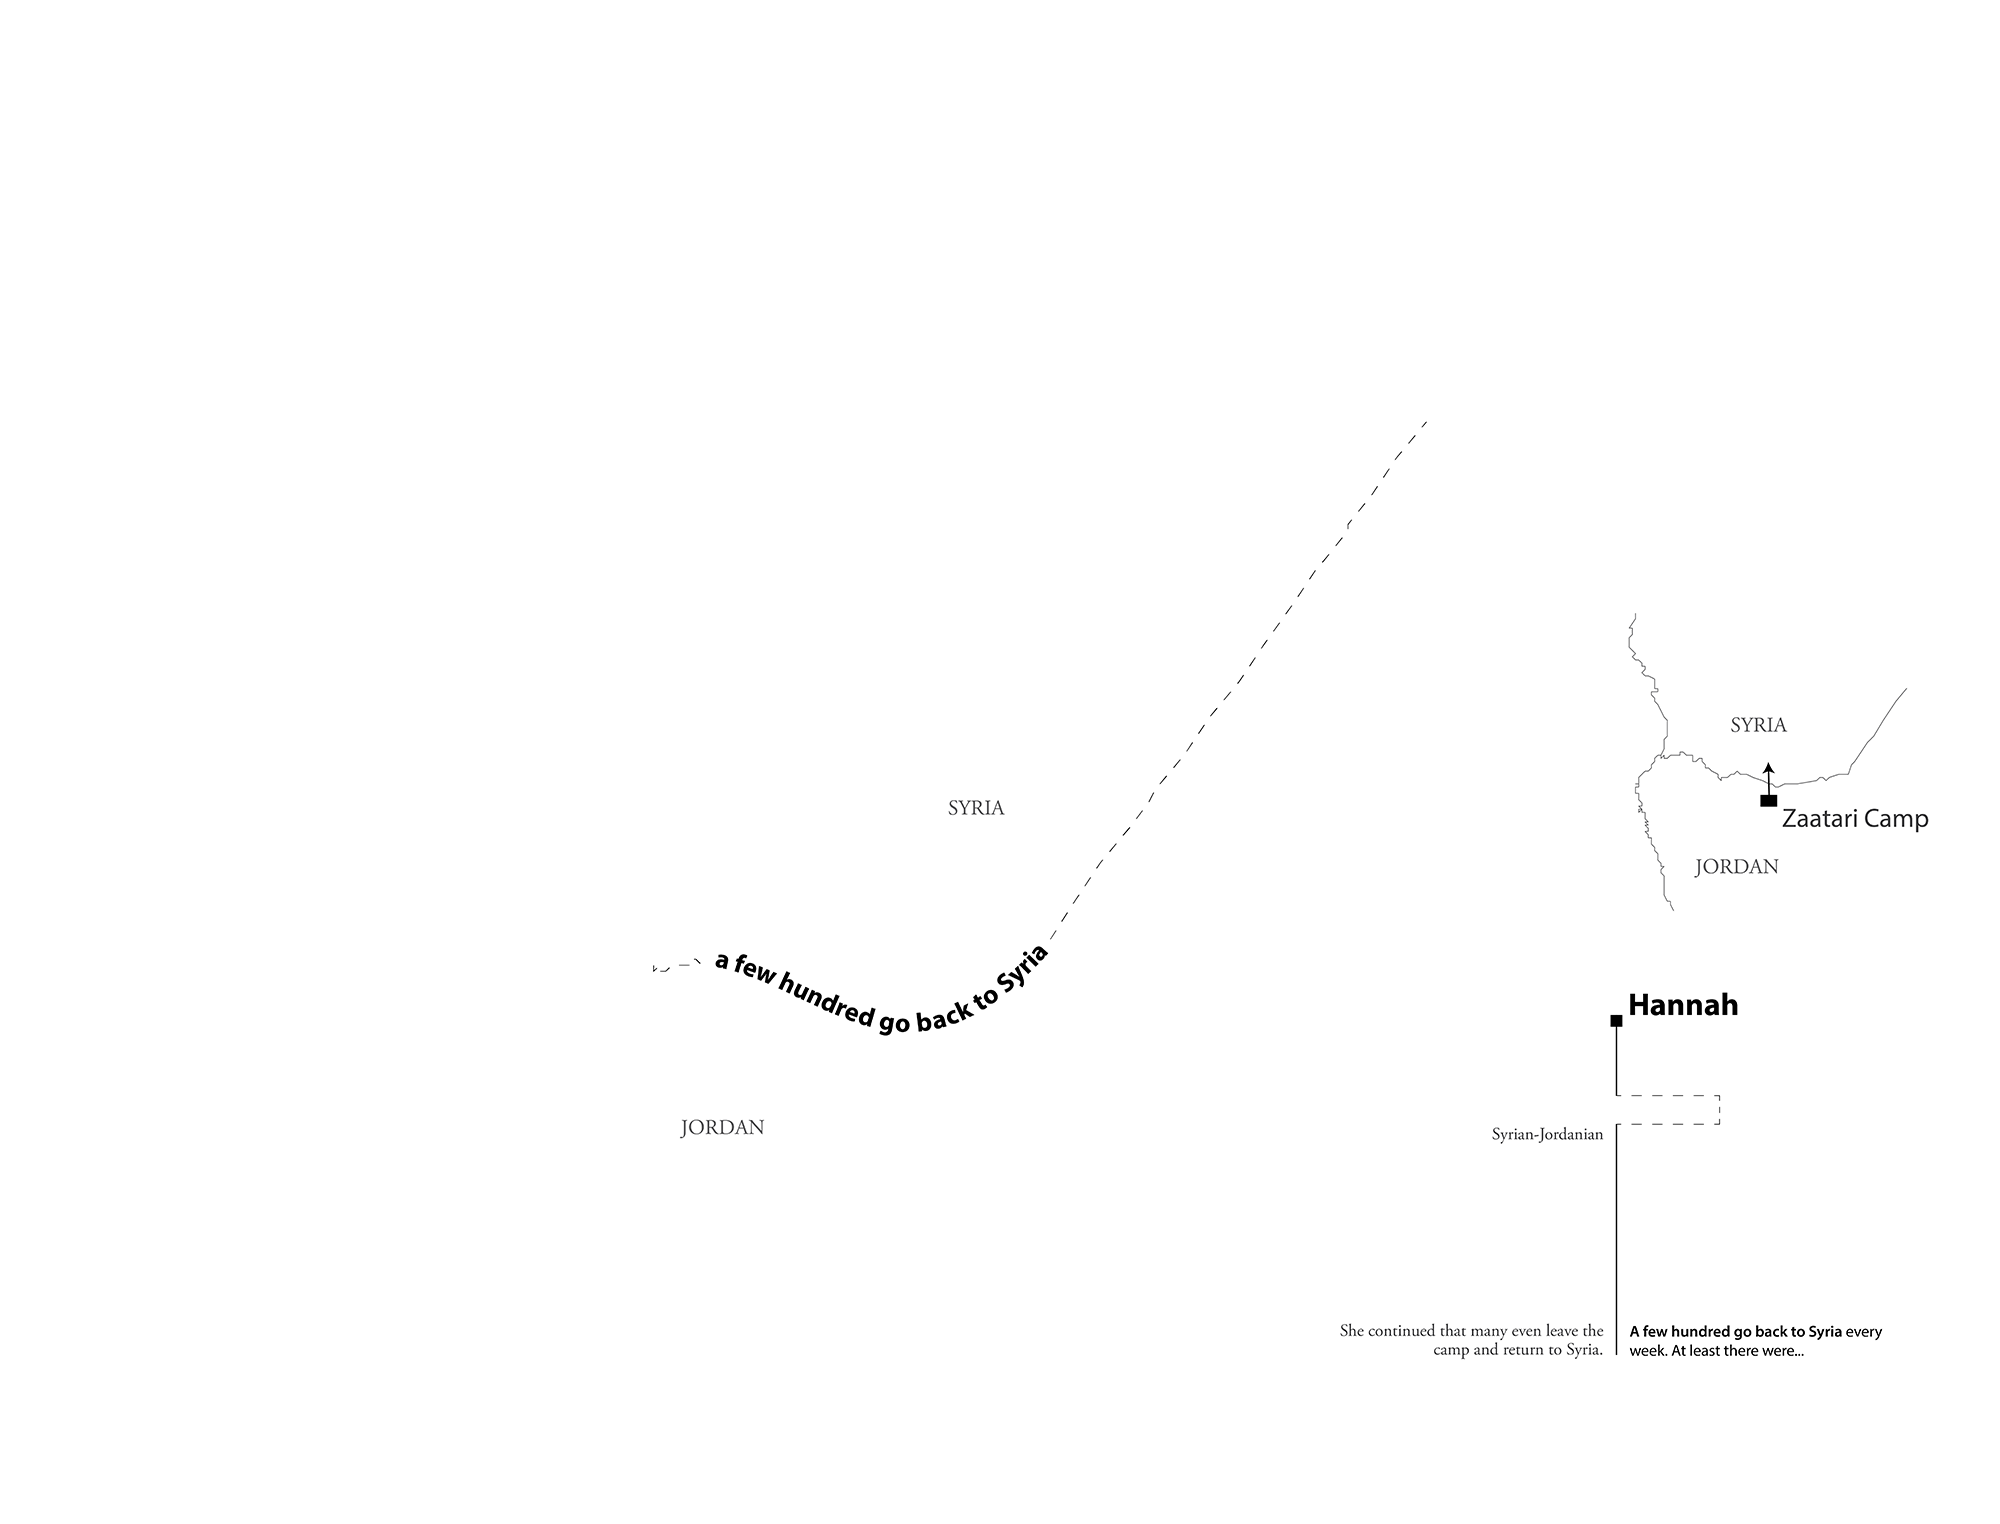 SYRIA
a few hundred go back to Syria
JORDAN
SYRIA
Zaatari Camp
JORDAN
Hannah
Syrian-Jordanian
She continued that many even leave the
camp and return to Syria.
A few hundred go back to Syria every
week. At least there were...